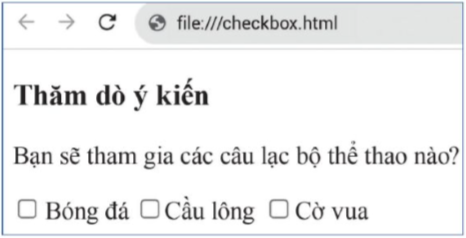 file:///checkbox.html
Thăm dò ý kiến
Bạn sẽ tham gia các câu lạc bộ thể thao nào?
Bóng đá Cầu lông Cờ vua